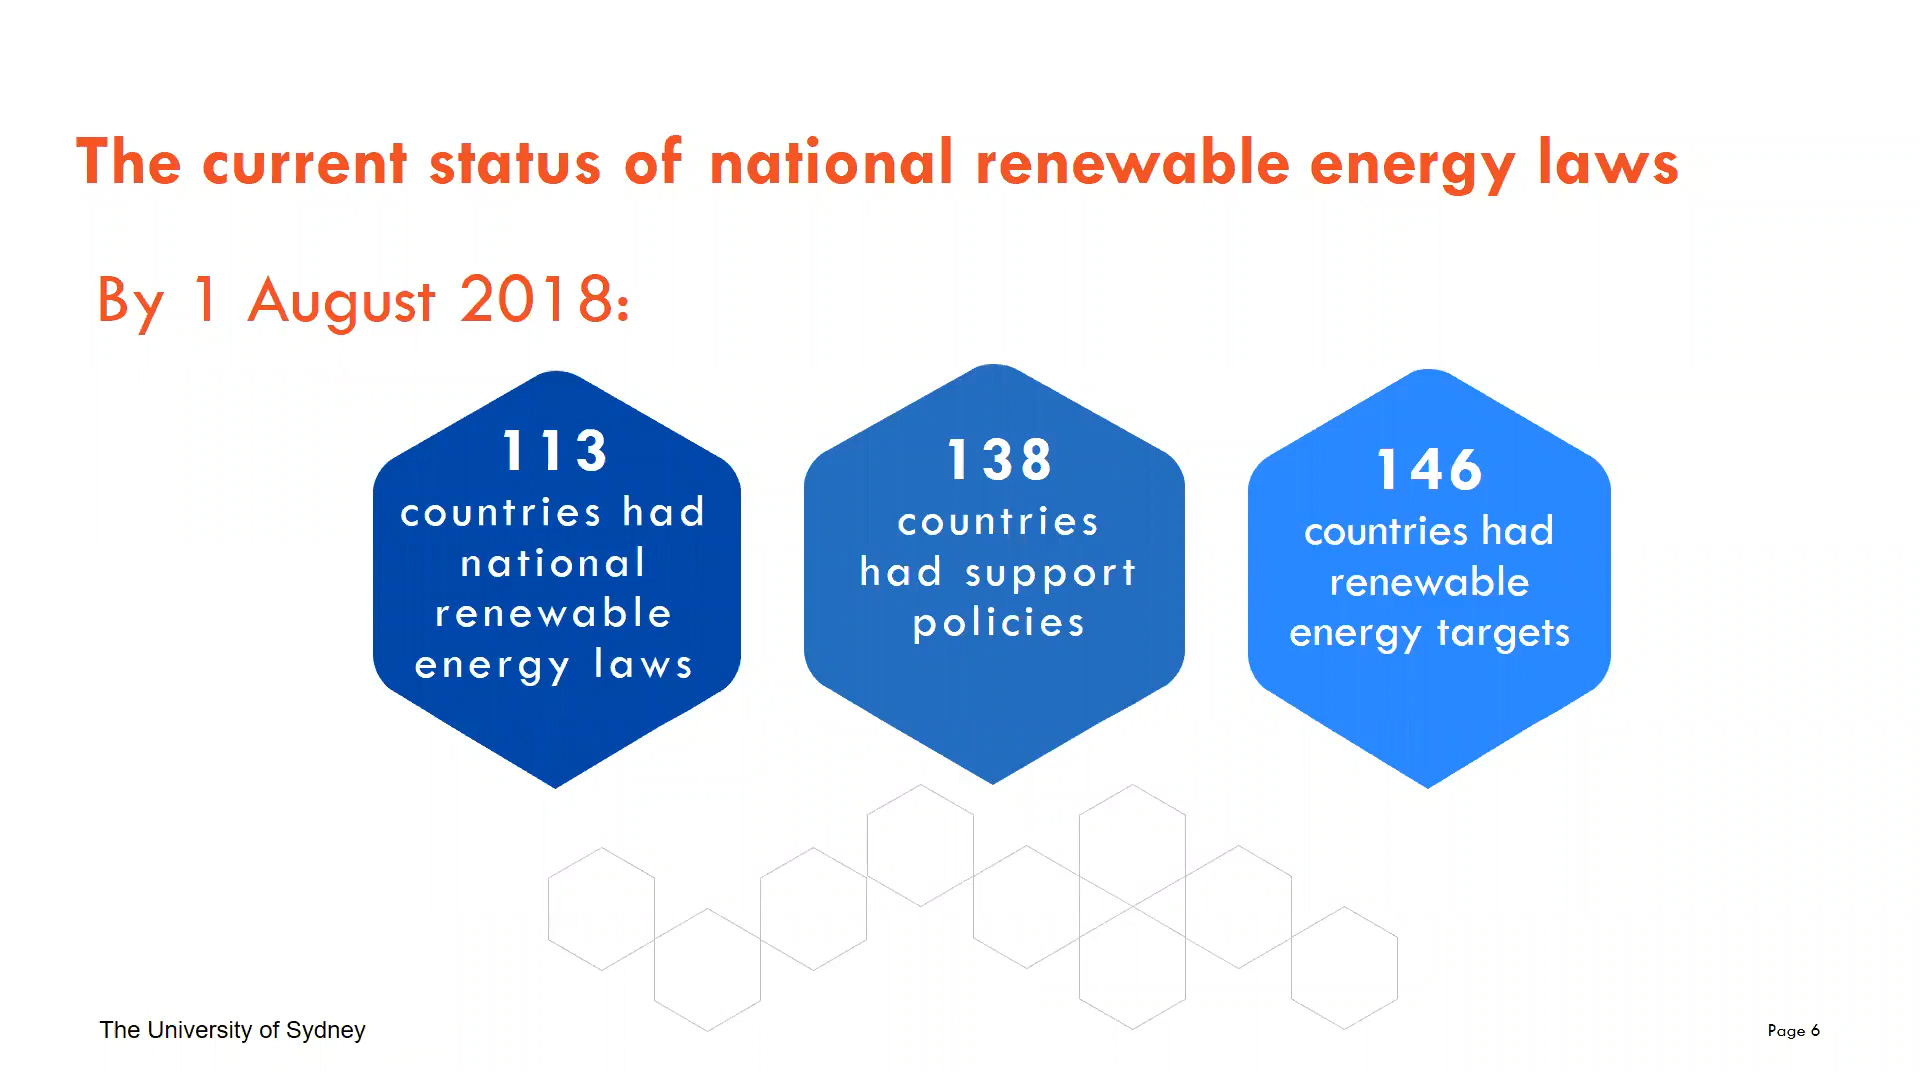 The current status of national renewable energy laws
By 1 August 2018:
113
countries had
national
renewable
energy laws
138
countries
had support
policies
146
countries had
renewable
energy targets
The University of Sydney
Page 6